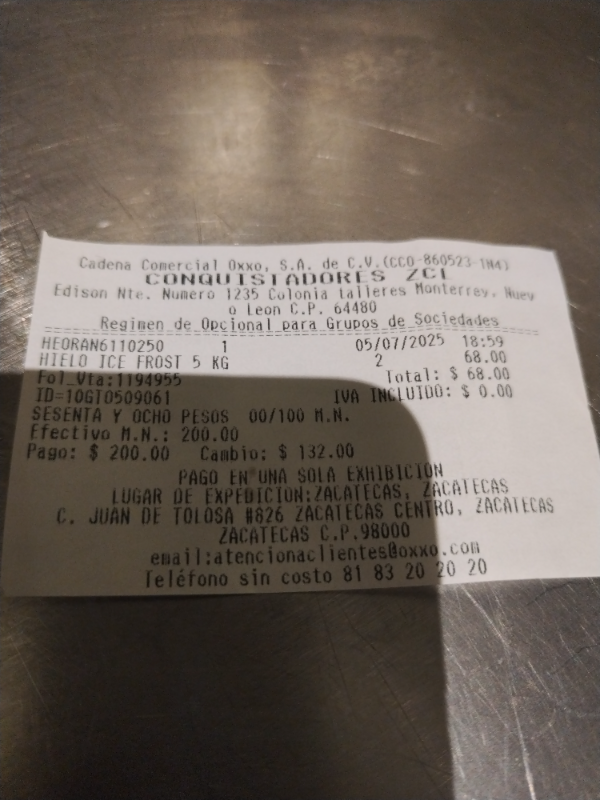 Cadena Comercial Oxxo, S.A. de C.V.(CCO-860523-1N4)
CONQUISTADORES ZCL
Edison Nte. Numero 1235 Colonia Talleres Monterrey, Nuev
o Leon C.P. 64480
Regimen de Opcional para Grupos de Sociedades
HEORAN6110250 1 05/07/2025 18:59
HIELO ICE FROST 5 KG 2 68.00
Fol_Vta:1194955 Total: $ 68.00
ID=10GTO509061 IVA INCLUIDO: $ 0.00
SESENTA Y OCHO PESOS 00/100 M.N.
Efectivo M.N.: 200.00
Pago: $ 200.00 Cambio: $ 132.00
PAGO EN UNA SOLA EXHIBICION
LUGAR DE EXPEDICION:ZACATECAS, ZACATECAS
C. JUAN DE TOLOSA #826 ZACATECAS CENTRO, ZACATECAS
ZACATECAS C.P.98000
email:atencionaclientes@oxxo.com
Teléfono sin costo 81 83 20 20 20